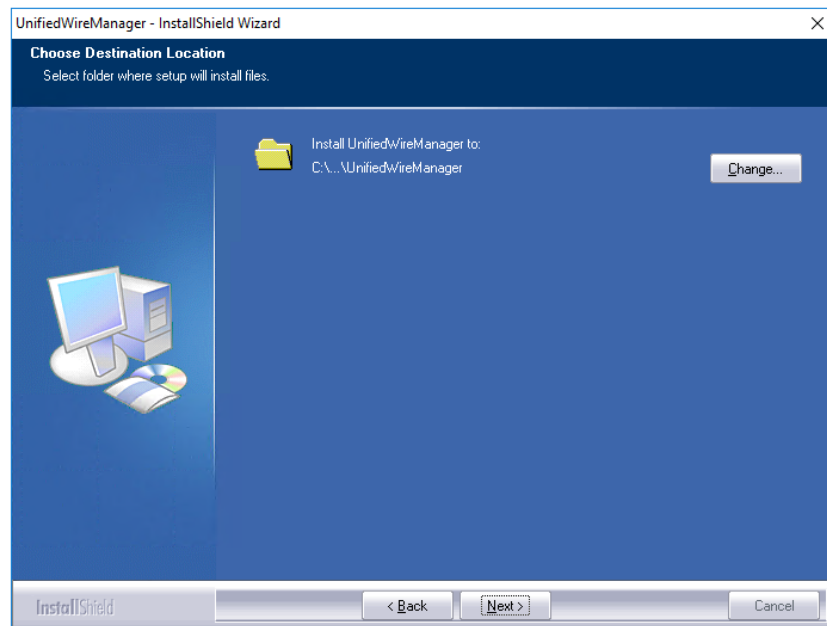 UnifiedWireManager - InstallShield Wizard
Choose Destination Location
Select folder where setup will install files.
Install UnifiedWireManager to:
C:\...\UnifiedWireManager
Change...
InstallShield
< Back
Next >
Cancel